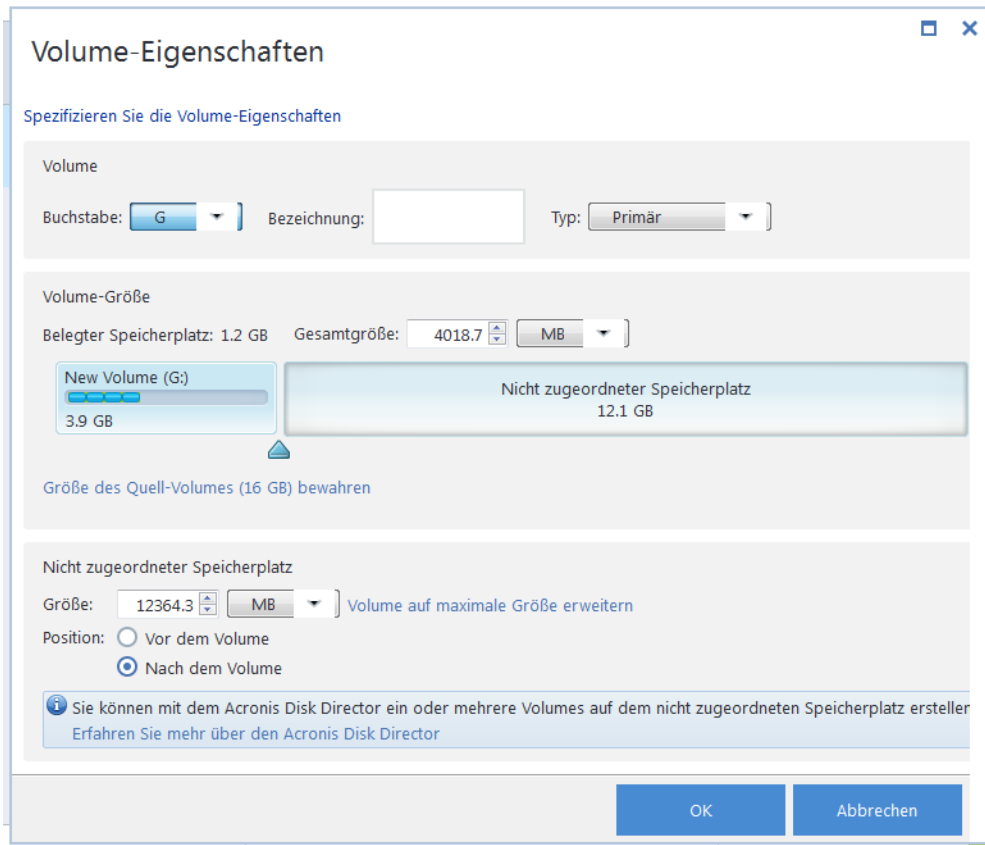 Volume-Eigenschaften
Spezifizieren Sie die Volume-Eigenschaften
Volume
Buchstabe: G Bezeichnung: Typ: Primär
Volume-Größe
Belegter Speicherplatz: 1.2 GB Gesamtgröße: 4018.7 MB
New Volume (G:)
3.9 GB
Nicht zugeordneter Speicherplatz
12.1 GB
Größe des Quell-Volumes (16 GB) bewahren
Nicht zugeordneter Speicherplatz
Größe: 12364.3 MB Volume auf maximale Größe erweitern
Position: Vor dem Volume
Nach dem Volume
Sie können mit dem Acronis Disk Director ein oder mehrere Volumes auf dem nicht zugeordneten Speicherplatz ersteller
Erfahren Sie mehr über den Acronis Disk Director
OK Abbrechen